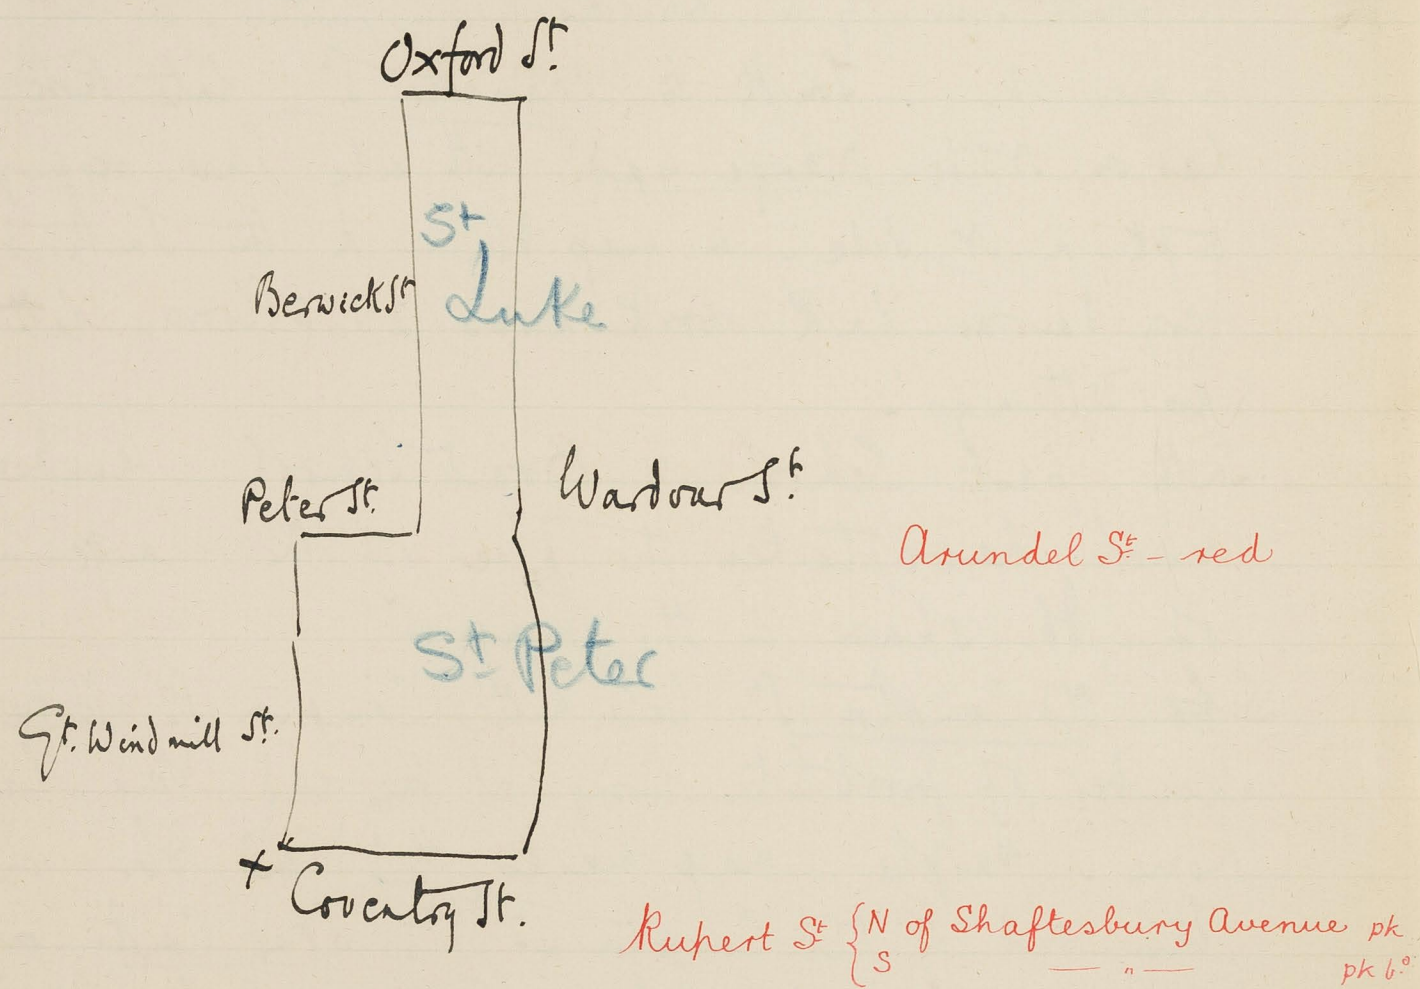 Oxford St.
St
Luke
Berwick St
Peter St.
Wardour St.
Arundel St - red
St Peter
Gt. Windmill St.
x
Coventry St.
Rupert St { N of Shaftesbury Avenue pk
S — " — pk b.o